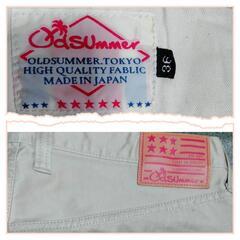 Oldsummer
OLDSUMMER.TOKYO
HIGH QUALITY FABLIC
MADE IN JAPAN
36
Oldsummer